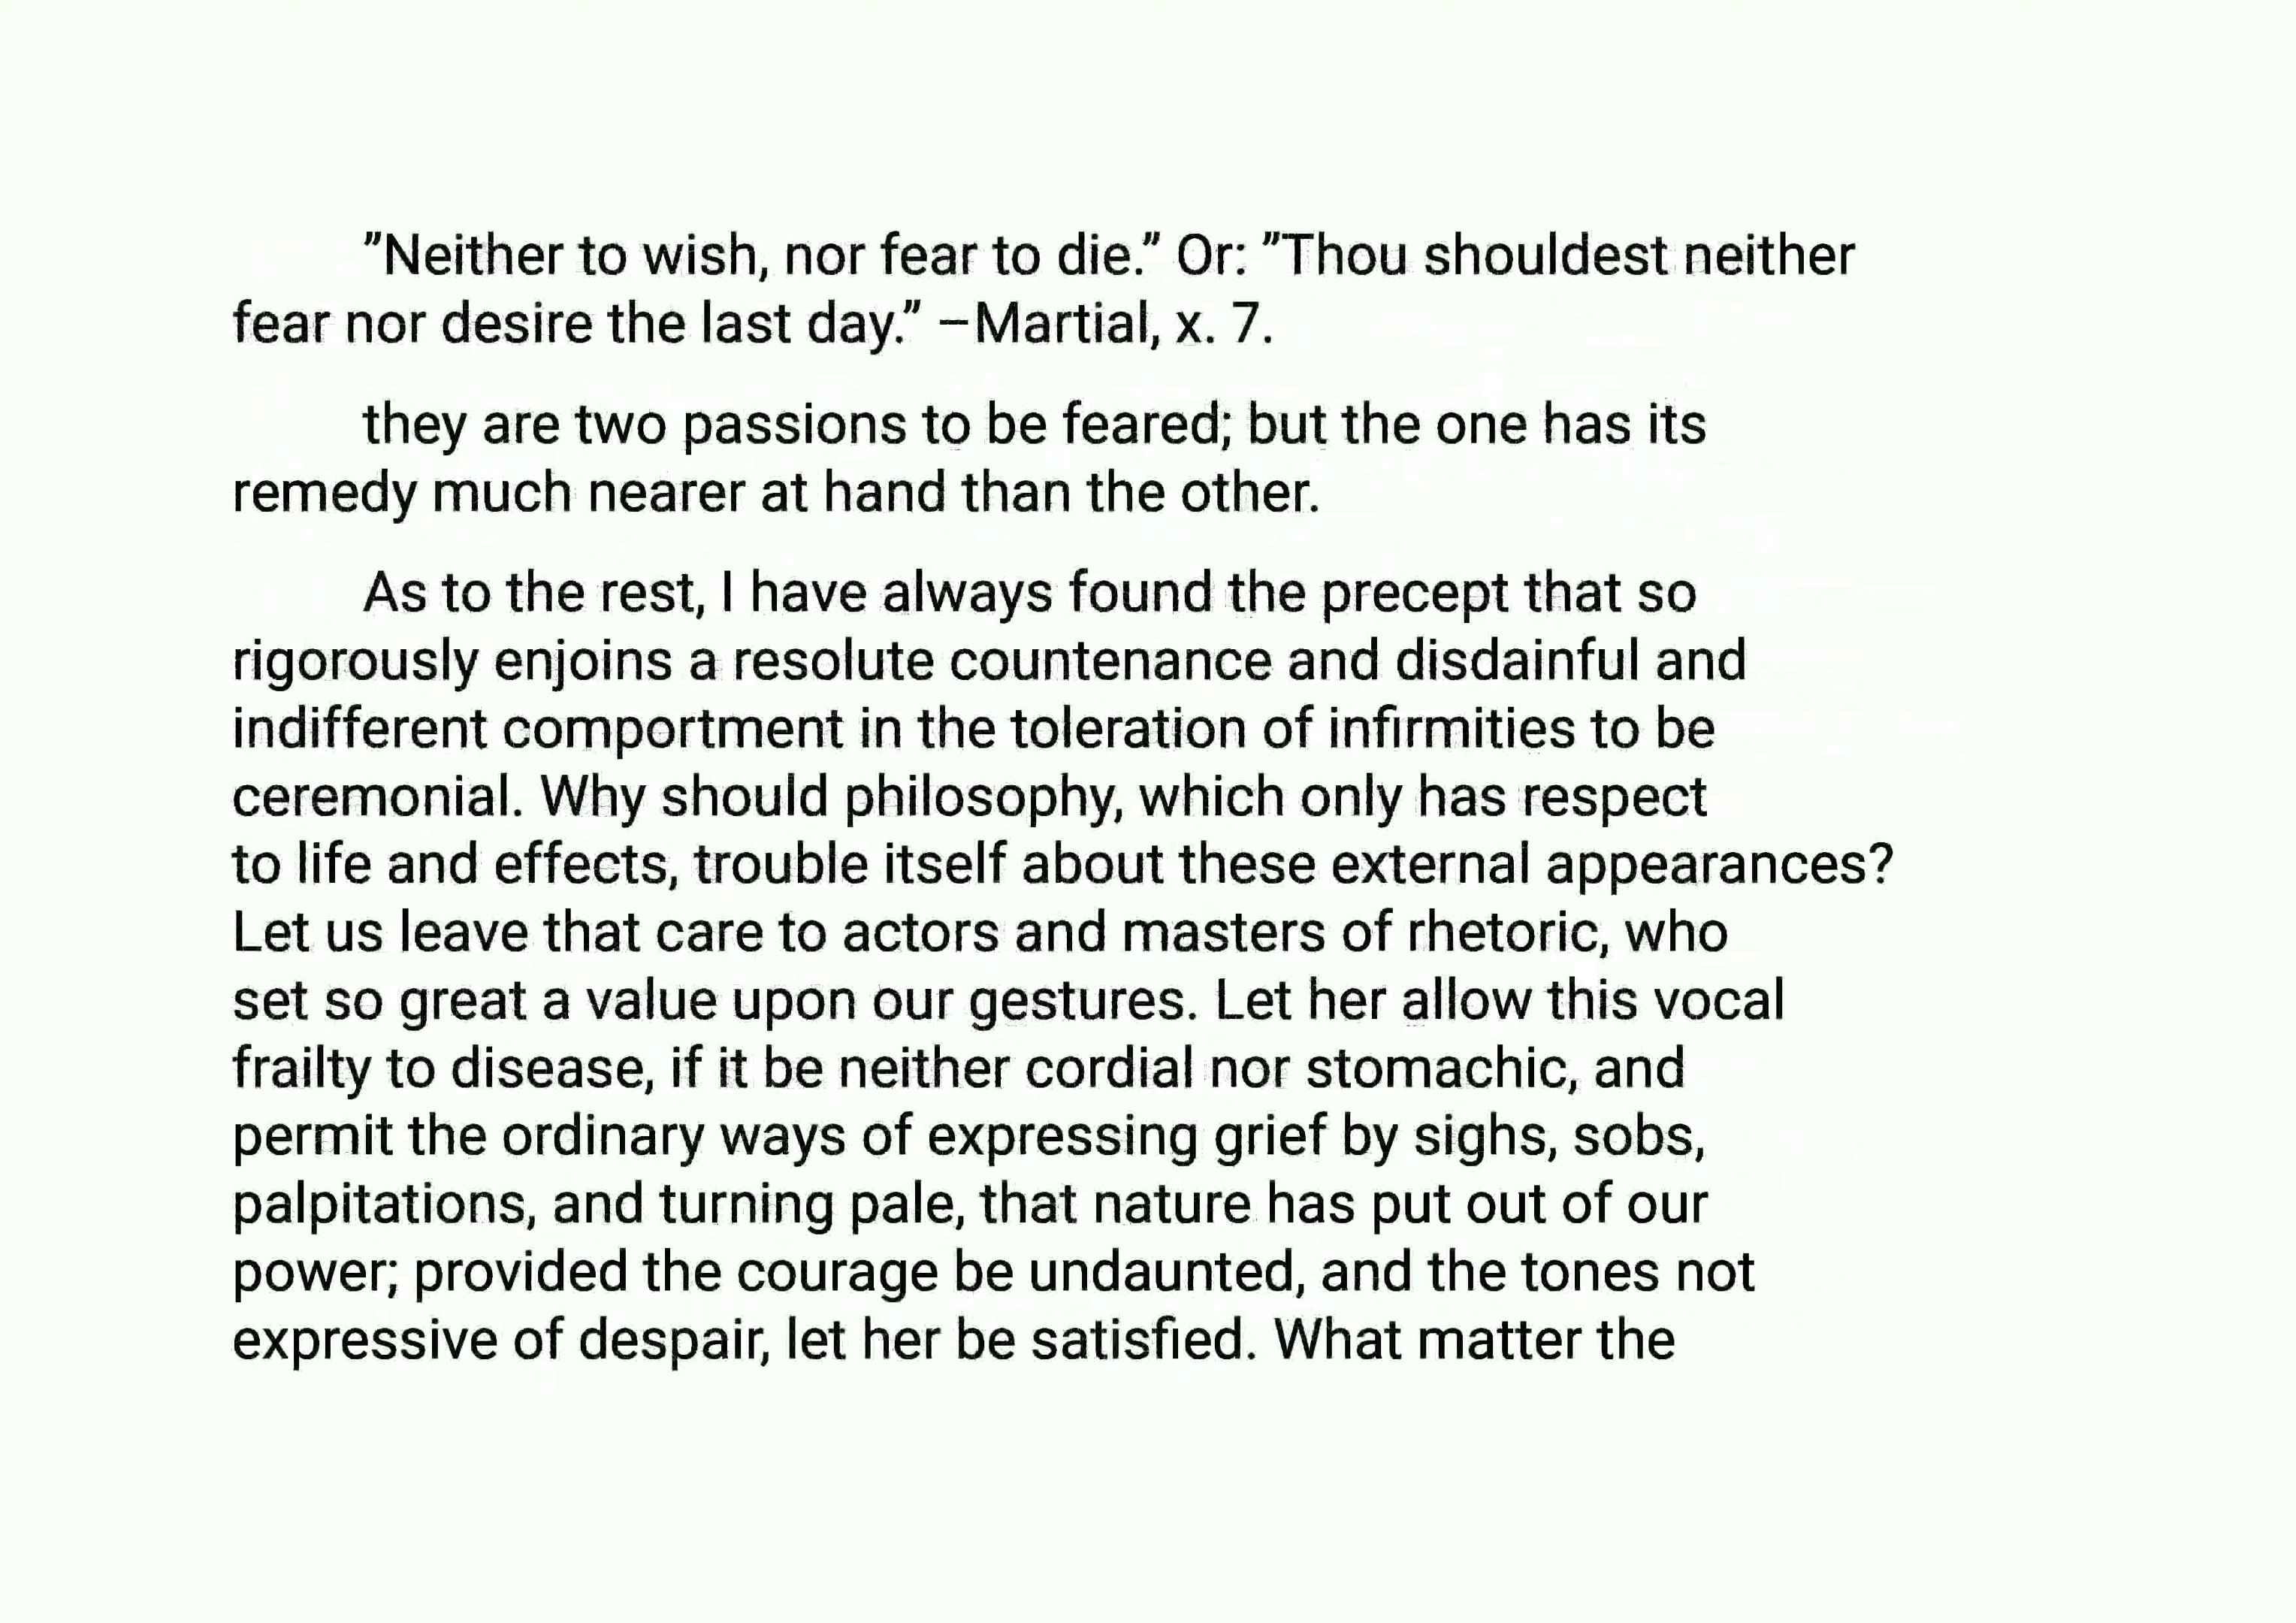 "Neither to wish, nor fear to die." Or: "Thou shouldest neither
fear nor desire the last day." –Martial, x. 7.
they are two passions to be feared; but the one has its
remedy much nearer at hand than the other.
As to the rest, I have always found the precept that so
rigorously enjoins a resolute countenance and disdainful and
indifferent comportment in the toleration of infirmities to be
ceremonial. Why should philosophy, which only has respect
to life and effects, trouble itself about these external appearances?
Let us leave that care to actors and masters of rhetoric, who
set so great a value upon our gestures. Let her allow this vocal
frailty to disease, if it be neither cordial nor stomachic, and
permit the ordinary ways of expressing grief by sighs, sobs,
palpitations, and turning pale, that nature has put out of our
power; provided the courage be undaunted, and the tones not
expressive of despair, let her be satisfied. What matter the